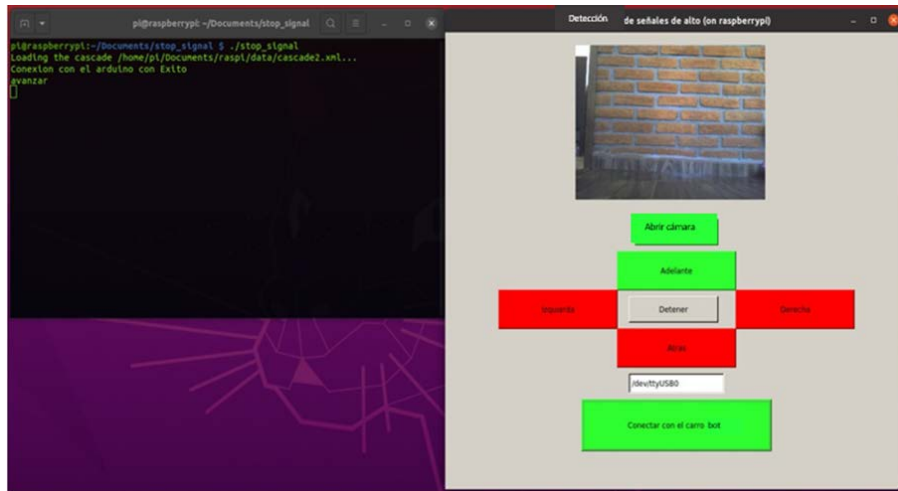 pi@raspberrypi: ~/Documents/stop_signal
pi@raspberrypi:~/Documents/stop_signal $ ./stop_signal
Loading the cascade /home/pi/Documents/raspi/data/cascade2.xml...
Conexion con el arduino con Exito
avanzar
Detección de señales de alto (on raspberrypi)
Abrir cámara
Adelante
Izquierda Detener Derecha
Atras
/dev/ttyUSB0
Conectar con el carro bot